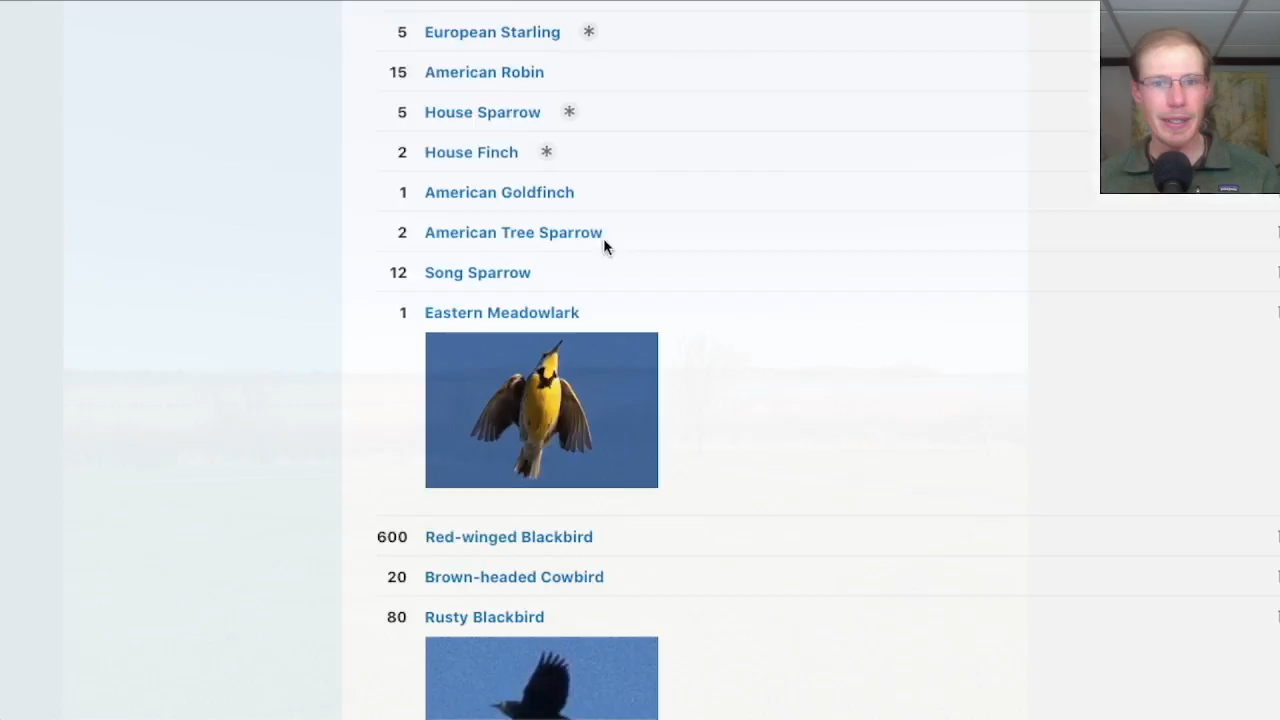 5 European Starling *
15 American Robin
5 House Sparrow *
2 House Finch *
1 American Goldfinch
2 American Tree Sparrow
12 Song Sparrow
1 Eastern Meadowlark
600 Red-winged Blackbird
20 Brown-headed Cowbird
80 Rusty Blackbird